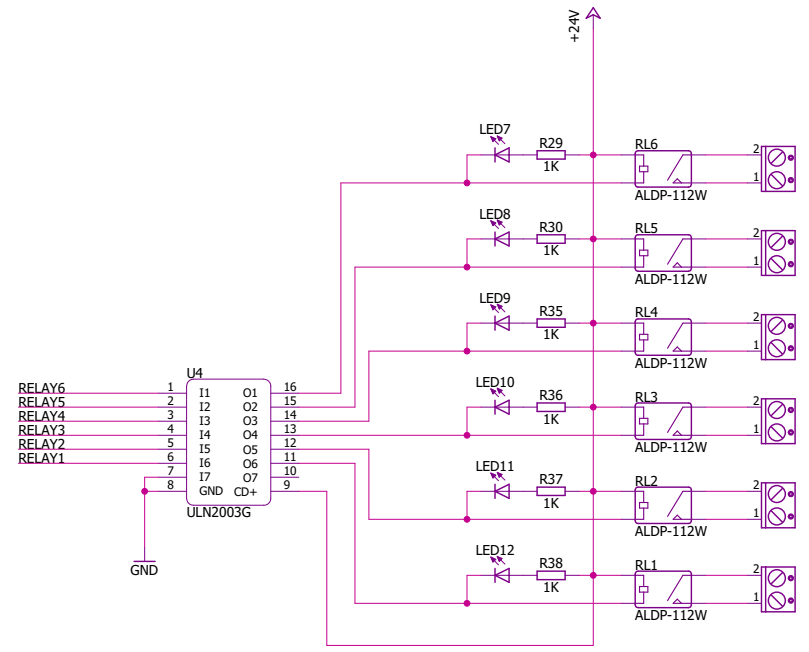 +24V
LED7
R29
1K
RL6
ALDP-112W
2
1
LED8
R30
1K
RL5
ALDP-112W
2
1
LED9
R35
1K
RL4
ALDP-112W
2
1
LED10
R36
1K
RL3
ALDP-112W
2
1
LED11
R37
1K
RL2
ALDP-112W
2
1
LED12
R38
1K
RL1
ALDP-112W
2
1
U4
RELAY6 1 I1 O1 16
RELAY5 2 I2 O2 15
RELAY4 3 I3 O3 14
RELAY3 4 I4 O4 13
RELAY2 5 I5 O5 12
RELAY1 6 I6 O6 11
7 I7 O7 10
8 GND CD+ 9
ULN2003G
GND